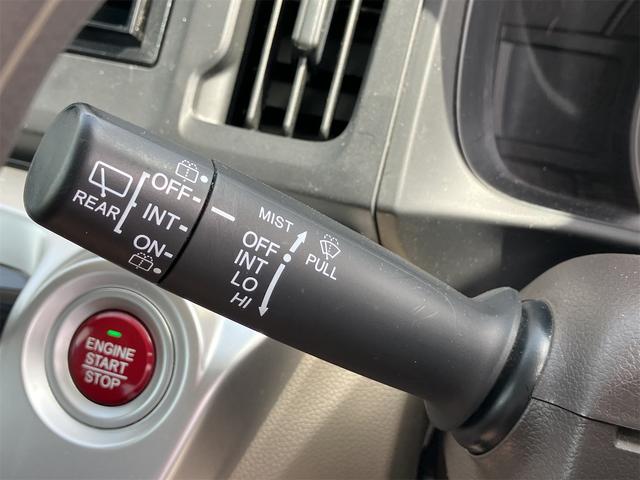 REAR
OFF
INT
ON
MIST
OFF
INT
LO
HI
PULL
ENGINE
START
STOP